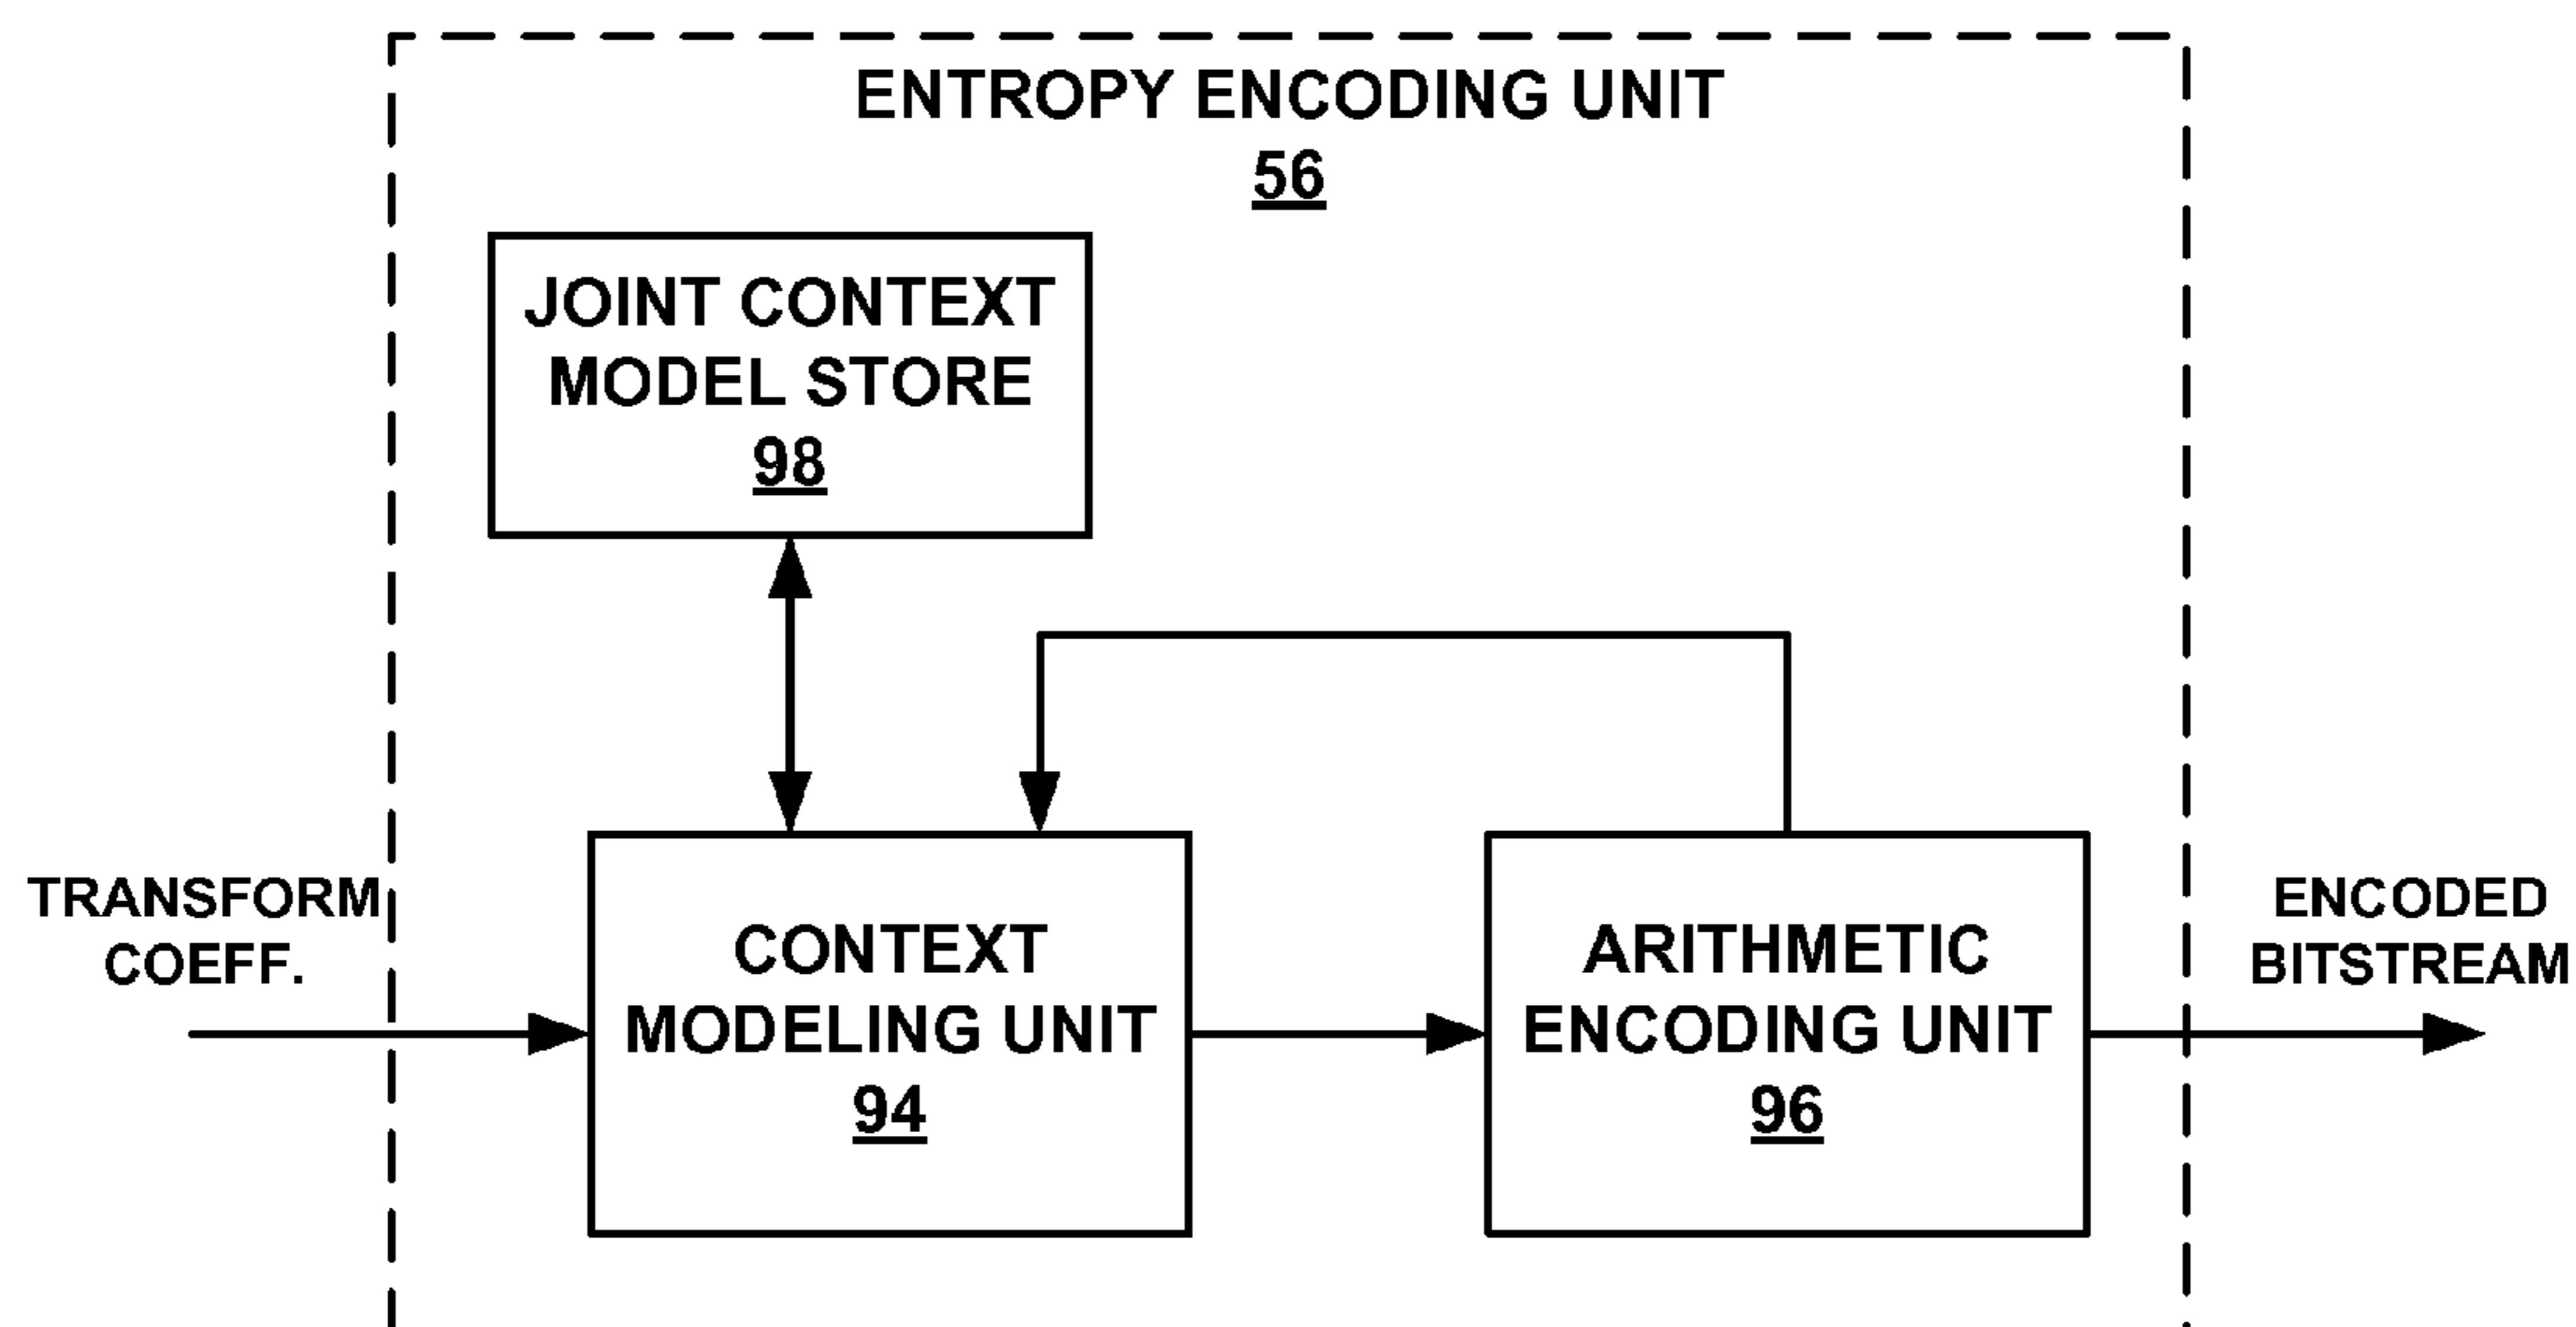 ENTROPY ENCODING UNIT
56
JOINT CONTEXT
MODEL STORE
98
TRANSFORM
COEFF.
CONTEXT
MODELING UNIT
94
ARITHMETIC
ENCODING UNIT
96
ENCODED
BITSTREAM